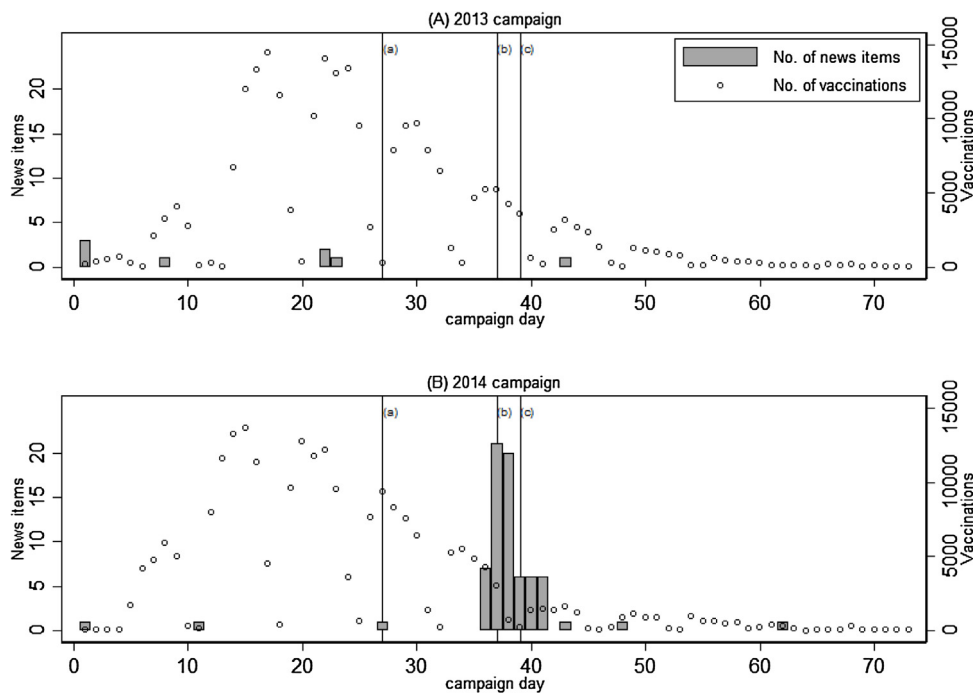 (A) 2013 campaign
(a)
(b)
(c)
No. of news items
No. of vaccinations
News items
0 5 10 15 20
Vaccinations
0 5000 10000 15000
0 10 20 30 40 50 60 70
campaign day
(B) 2014 campaign
(a)
(b)
(c)
News items
0 5 10 15 20
Vaccinations
0 5000 10000 15000
0 10 20 30 40 50 60 70
campaign day